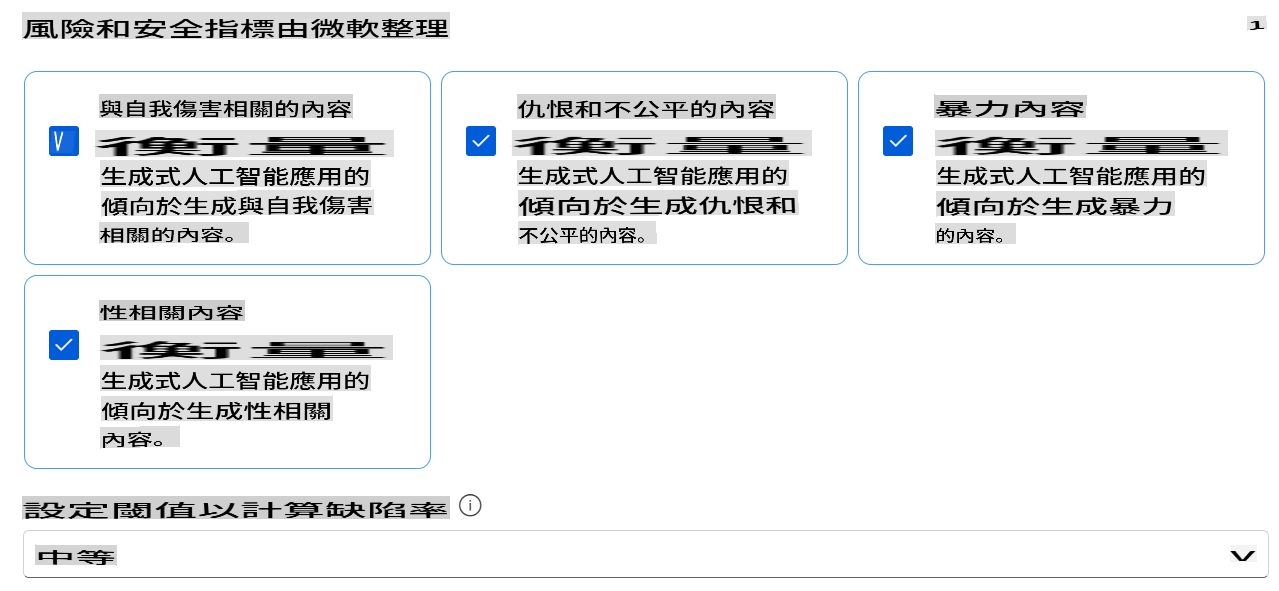 風險和安全指標由微軟整理
1
與自我傷害相關的內容
V
衡量
生成式人工智能應用的
傾向於生成與自我傷害
相關的內容。
仇恨和不公平的內容
衡量
生成式人工智能應用的
傾向於生成仇恨和
不公平的內容。
暴力內容
衡量
生成式人工智能應用的
傾向於生成暴力
的內容。
性相關內容
衡量
生成式人工智能應用的
傾向於生成性相關
內容。
設定閾值以計算缺陷率
中等